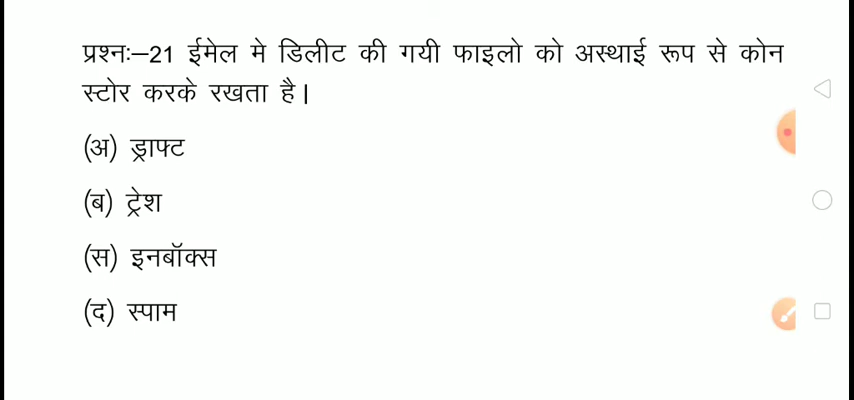 प्रश्नः–21 ईमेल मे डिलीट की गयी फाइलो को अस्थाई रूप से कोन
स्टोर करके रखता है।
(अ) ड्राफ्ट
(ब) ट्रेश
(स) इनबॉक्स
(द) स्पाम